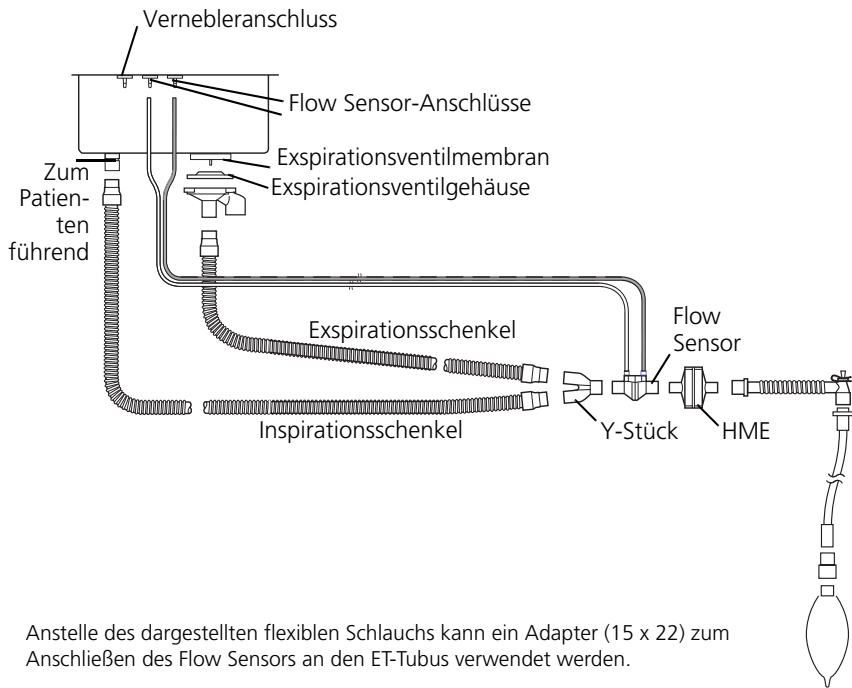 Vernebleranschluss
Flow Sensor-Anschlüsse
Exspirationsventilmembran
Exspirationsventilgehäuse
Zum
Patien-
ten
führend
Exspirationsschenkel
Flow
Sensor
Inspirationsschenkel
Y-Stück
HME
Anstelle des dargestellten flexiblen Schlauchs kann ein Adapter (15 x 22) zum
Anschließen des Flow Sensors an den ET-Tubus verwendet werden.